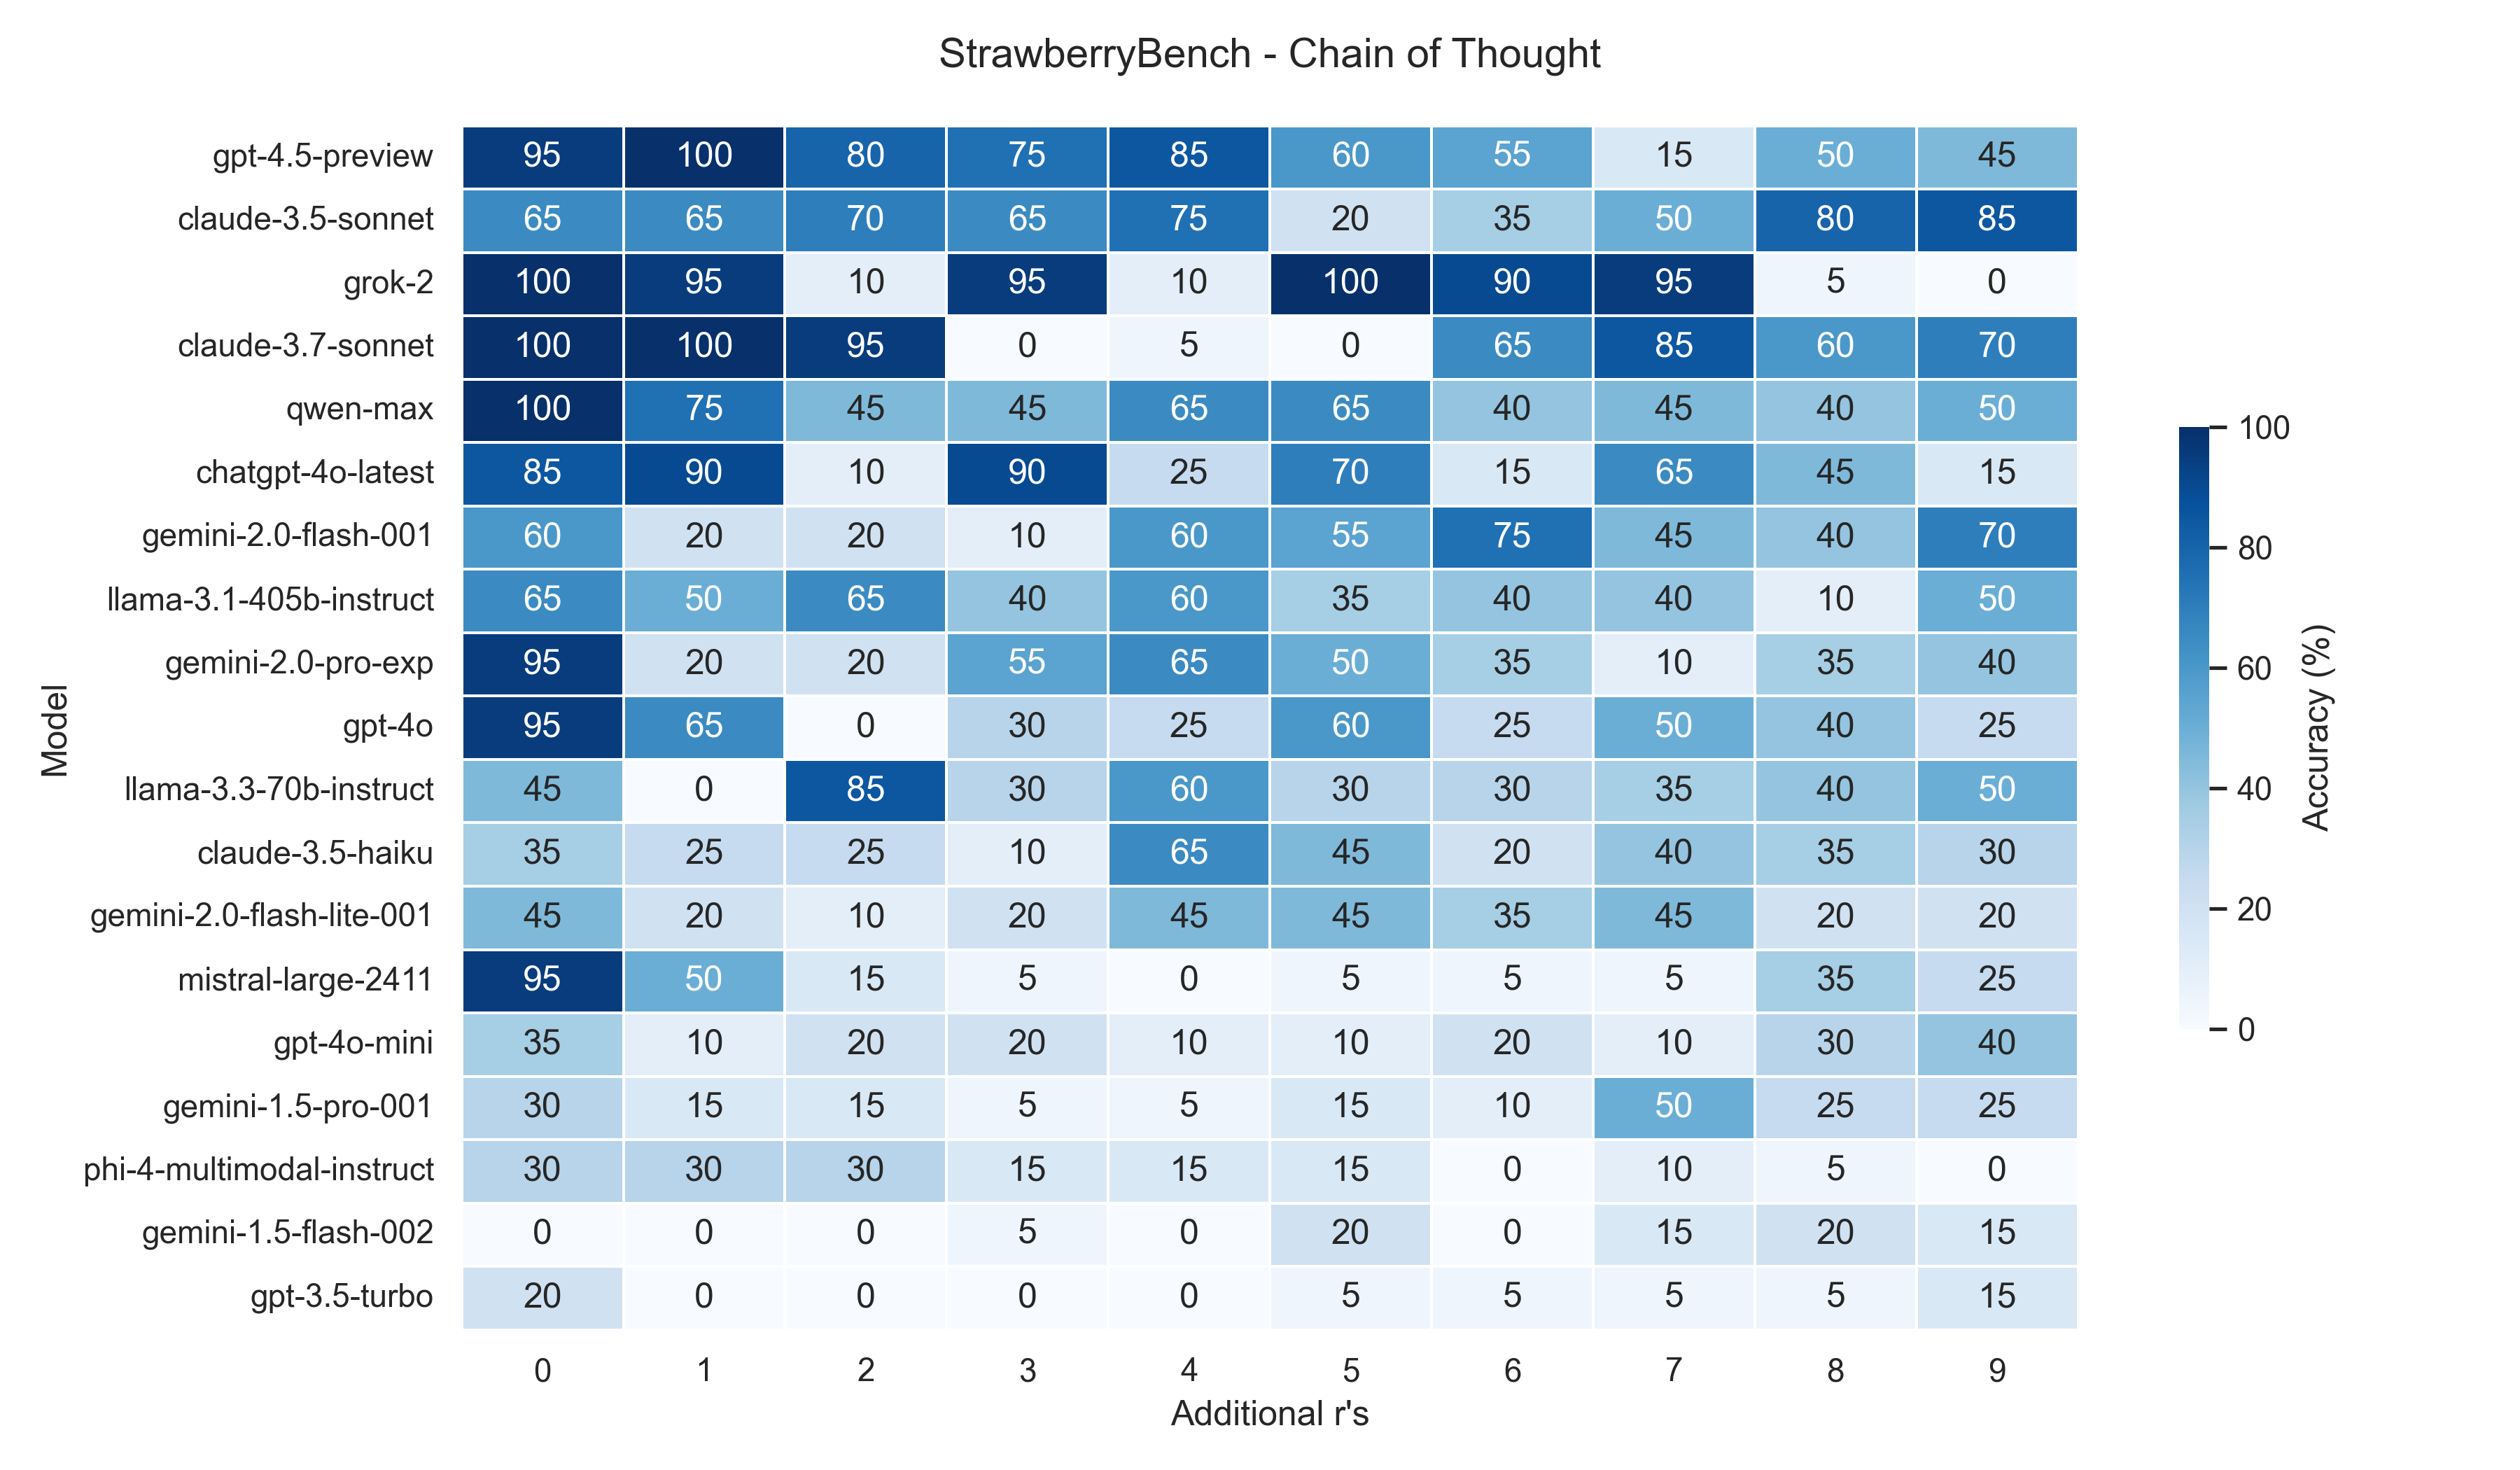 StrawberryBench - Chain of Thought
Model
gpt-4.5-preview 95 100 80 75 85 60 55 15 50 45
claude-3.5-sonnet 65 65 70 65 75 20 35 50 80 85
grok-2 100 95 10 95 10 100 90 95 5 0
claude-3.7-sonnet 100 100 95 0 5 0 65 85 60 70
qwen-max 100 75 45 45 65 65 40 45 40 50
chatgpt-4o-latest 85 90 10 90 25 70 15 65 45 15
gemini-2.0-flash-001 60 20 20 10 60 55 75 45 40 70
llama-3.1-405b-instruct 65 50 65 40 60 35 40 40 10 50
gemini-2.0-pro-exp 95 20 20 55 65 50 35 10 35 40
gpt-4o 95 65 0 30 25 60 25 50 40 25
llama-3.3-70b-instruct 45 0 85 30 60 30 30 35 40 50
claude-3.5-haiku 35 25 25 10 65 45 20 40 35 30
gemini-2.0-flash-lite-001 45 20 10 20 45 45 35 45 20 20
mistral-large-2411 95 50 15 5 0 5 5 5 35 25
gpt-4o-mini 35 10 20 20 10 10 20 10 30 40
gemini-1.5-pro-001 30 15 15 5 5 15 10 50 25 25
phi-4-multimodal-instruct 30 30 30 15 15 15 0 10 5 0
gemini-1.5-flash-002 0 0 0 5 0 20 0 15 20 15
gpt-3.5-turbo 20 0 0 0 0 5 5 5 5 15
0 1 2 3 4 5 6 7 8 9
Additional r's
100
80
60
40
20
0
Accuracy (%)